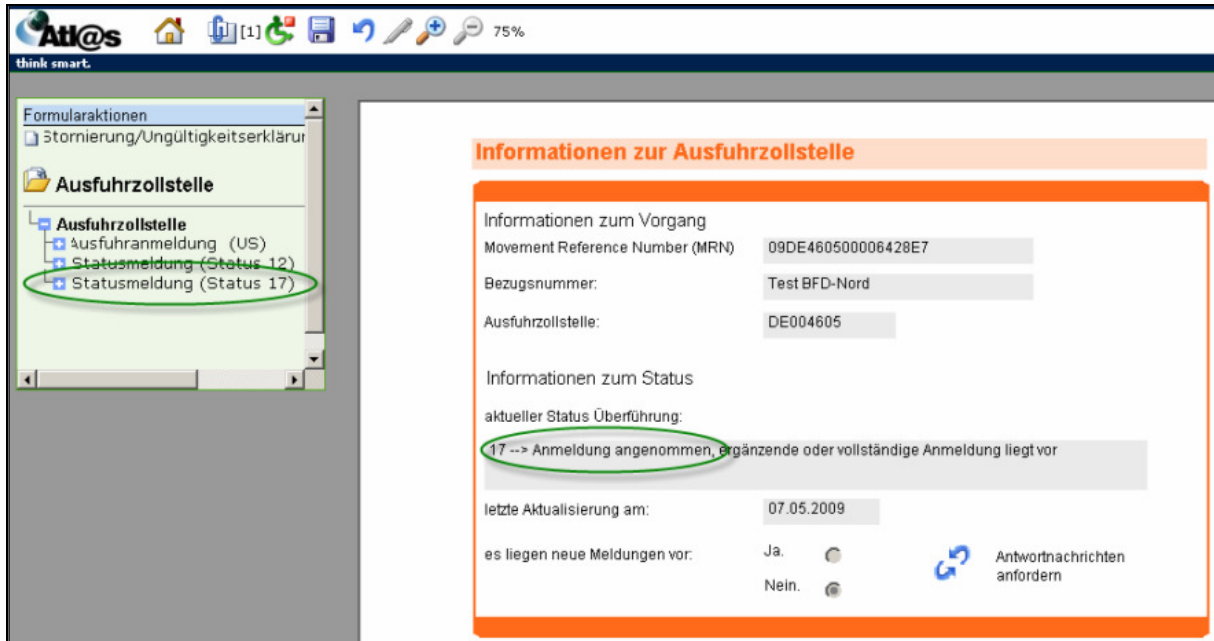 Atl@s [1] 75%
think smart.
Formularaktionen
Stornierung/Ungültigkeitserklärur
Ausfuhrzollstelle
Ausfuhrzollstelle
Ausfuhranmeldung (US)
Statusmeldung (Status 12)
Statusmeldung (Status 17)
Informationen zur Ausfuhrzollstelle
Informationen zum Vorgang
Movement Reference Number (MRN) 09DE460500006428E7
Bezugsnummer: Test BFD-Nord
Ausfuhrzollstelle: DE004605
Informationen zum Status
aktueller Status Überführung:
17 --> Anmeldung angenommen, ergänzende oder vollständige Anmeldung liegt vor
letzte Aktualisierung am: 07.05.2009
es liegen neue Meldungen vor: Ja.
Nein.
Antwortnachrichten
anfordern